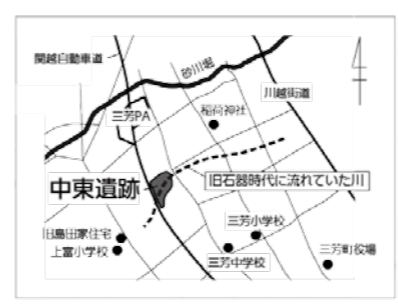 関越自動車道
砂川堀
川越街道
三芳PA
稲荷神社
中東遺跡
旧石器時代に流れていた川
旧島田家住宅
上富小学校
三芳小学校
三芳中学校
三芳町役場